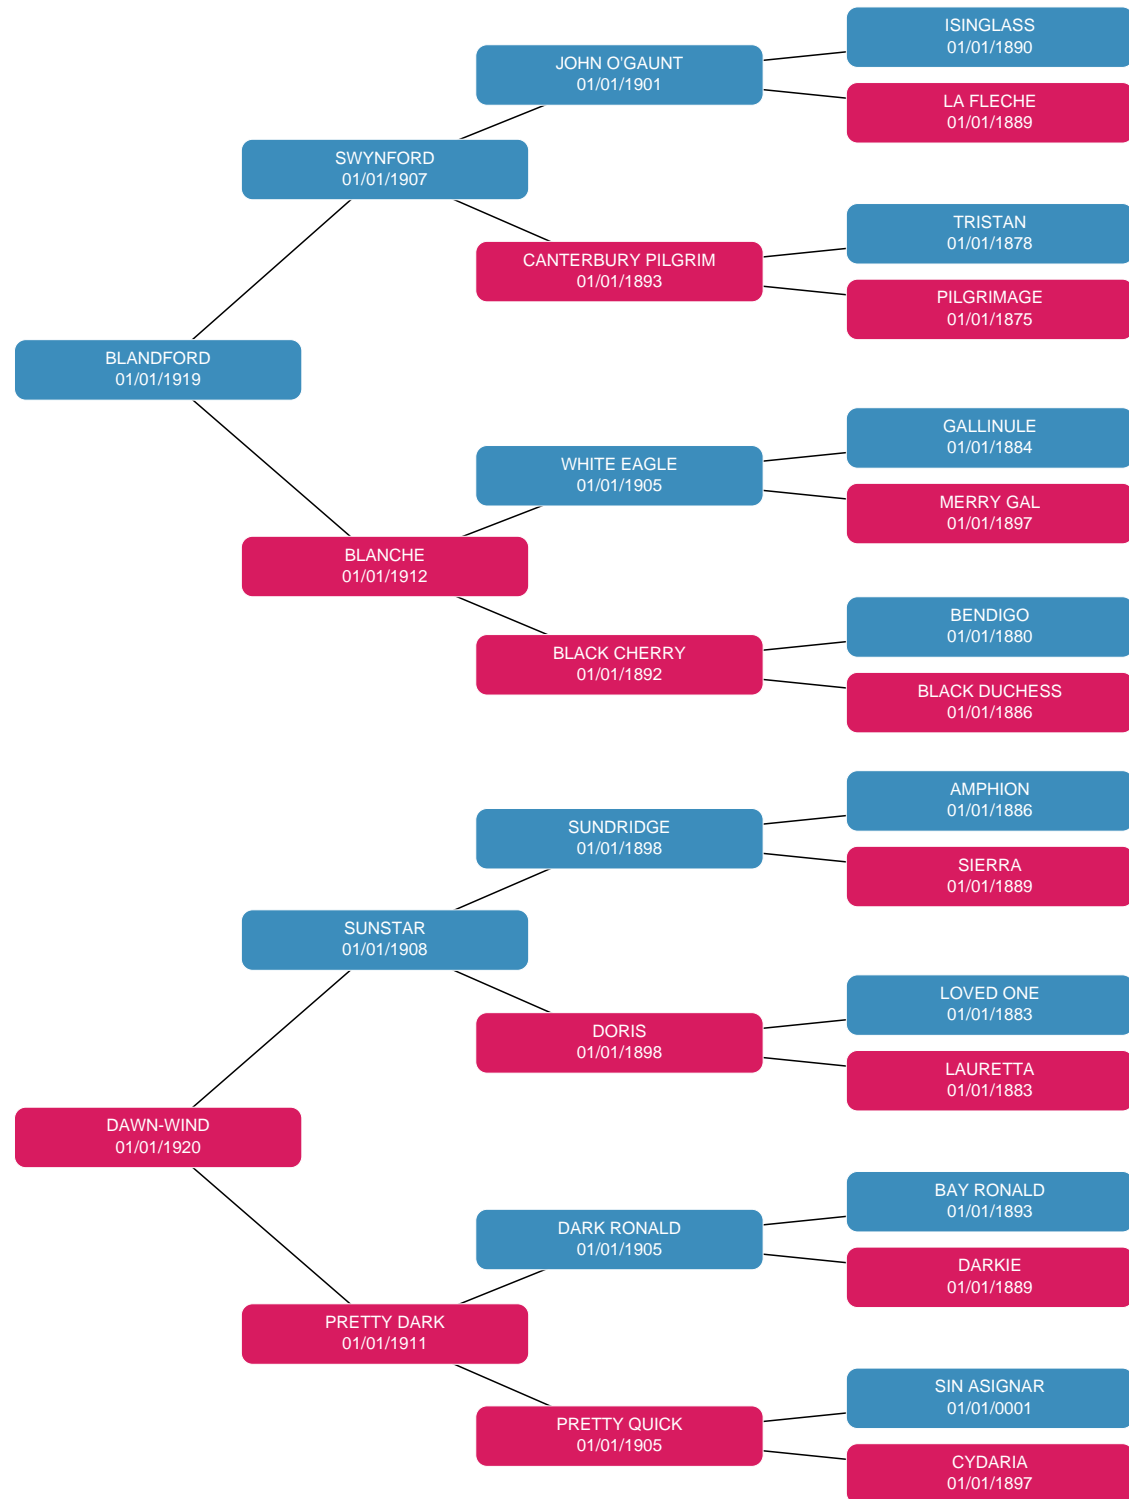 ISINGLASS
01/01/1890
JOHN O'GAUNT
01/01/1901
LA FLECHE
01/01/1889
SWYNFORD
01/01/1907
TRISTAN
01/01/1878
CANTERBURY PILGRIM
01/01/1893
PILGRIMAGE
01/01/1875
BLANDFORD
01/01/1919
GALLINULE
01/01/1884
WHITE EAGLE
01/01/1905
MERRY GAL
01/01/1897
BLANCHE
01/01/1912
BENDIGO
01/01/1880
BLACK CHERRY
01/01/1892
BLACK DUCHESS
01/01/1886
AMPHION
01/01/1886
SUNDRIDGE
01/01/1898
SIERRA
01/01/1889
SUNSTAR
01/01/1908
LOVED ONE
01/01/1883
DORIS
01/01/1898
LAURETTA
01/01/1883
DAWN-WIND
01/01/1920
BAY RONALD
01/01/1893
DARK RONALD
01/01/1905
DARKIE
01/01/1889
PRETTY DARK
01/01/1911
SIN ASIGNAR
01/01/0001
PRETTY QUICK
01/01/1905
CYDARIA
01/01/1897